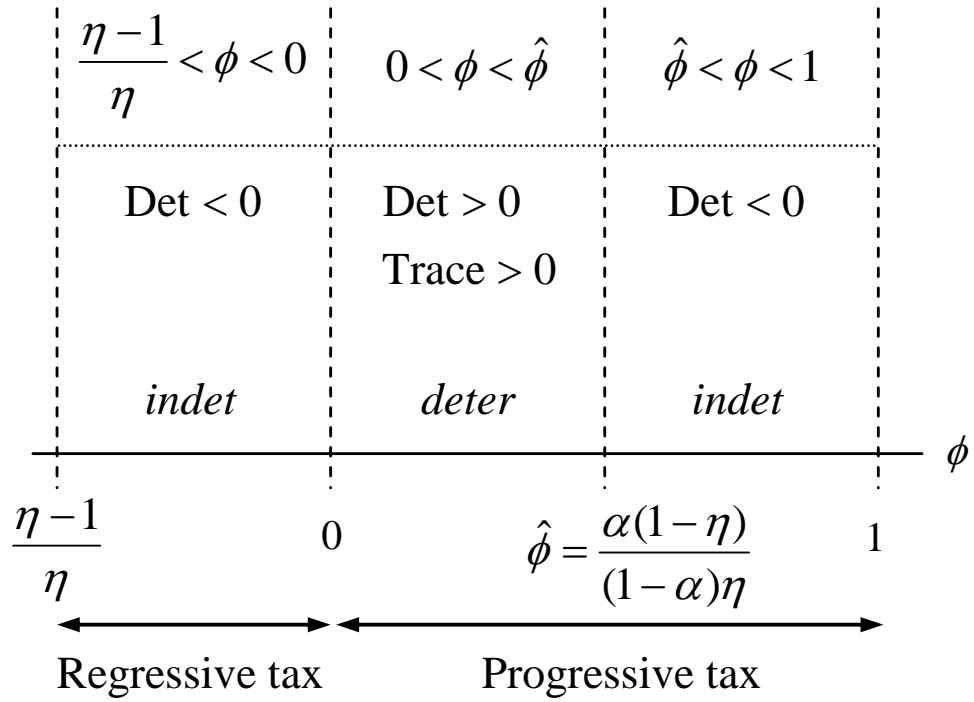 (η − 1)/η < ϕ < 0 0 < ϕ < ϕ̂ ϕ̂ < ϕ < 1
Det < 0 Det > 0 Det < 0
Trace > 0
indet deter indet
ϕ
(η − 1)/η 0 ϕ̂ = α(1 − η)/(1 − α)η 1
Regressive tax Progressive tax